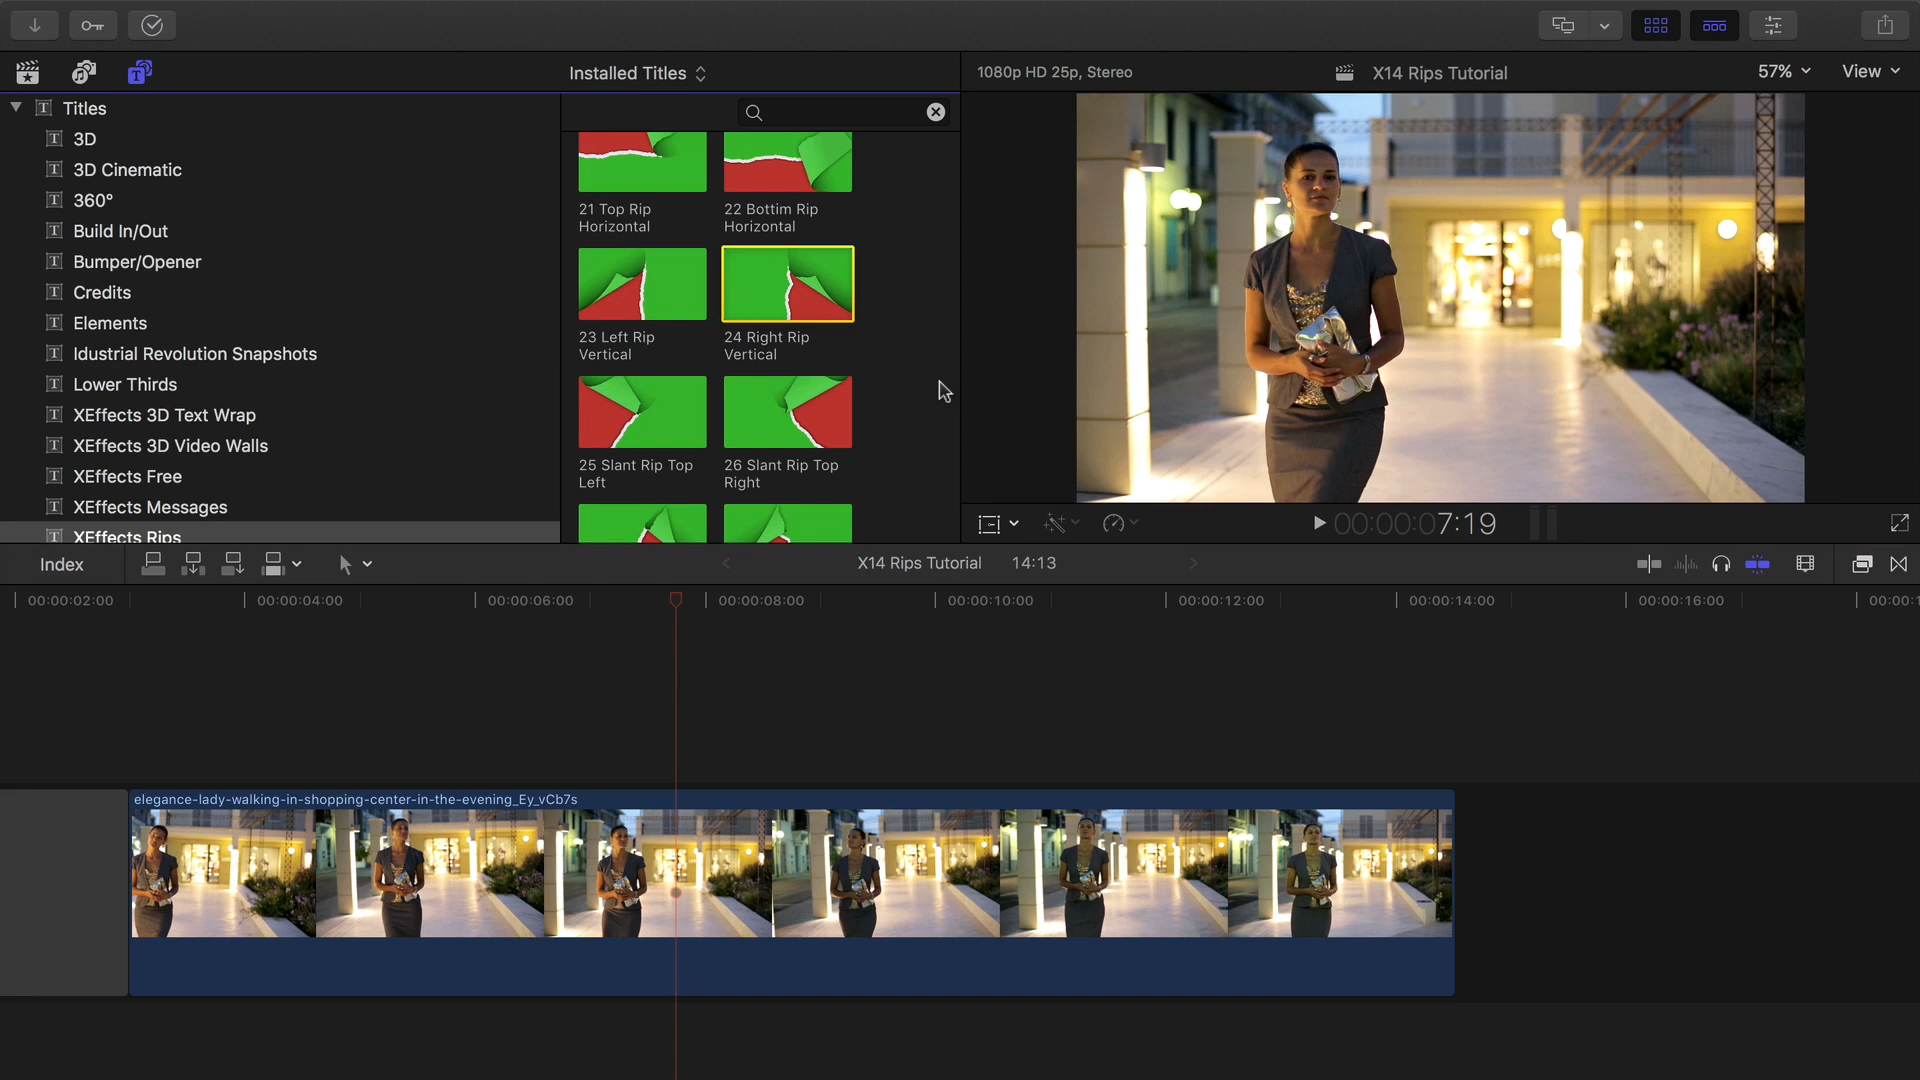 Installed Titles
1080p HD 25p, Stereo
X14 Rips Tutorial
57%
View
Titles
3D
3D Cinematic
360°
Build In/Out
Bumper/Opener
Credits
Elements
Idustrial Revolution Snapshots
Lower Thirds
XEffects 3D Text Wrap
XEffects 3D Video Walls
XEffects Free
XEffects Messages
XEffects Rips
21 Top Rip
Horizontal
22 Bottim Rip
Horizontal
23 Left Rip
Vertical
24 Right Rip
Vertical
25 Slant Rip Top
Left
26 Slant Rip Top
Right
00:00:07:19
Index
X14 Rips Tutorial
14:13
00:00:02:00
00:00:04:00
00:00:06:00
00:00:08:00
00:00:10:00
00:00:12:00
00:00:14:00
00:00:16:00
00:00:1
elegance-lady-walking-in-shopping-center-in-the-evening_Ey_vCb7s